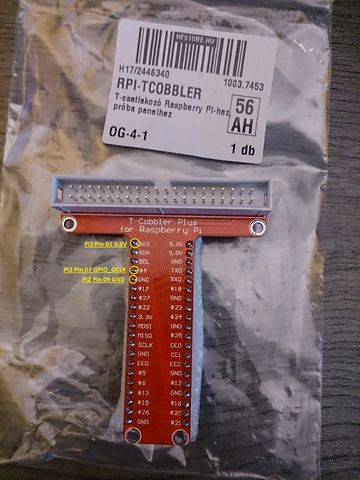 HESTORE.HU
H17/2446340
1003.7453
RPI-TCOBBLER
T-csatlakozó Raspberry Pi-hez,
próba panelhez
56
AH
OG-4-1
1 db
T-Cobbler Plus
for Raspberry Pi
PI2 Pin 01 3.3V
3V3 5.0V
SDA 5.0V
SCL GND
PI2 Pin 07 GPIO_GCLK
#4 TXD
PI2 Pin 09 GND
GND RXD
#17 #18
#27 GND
#22 #23
3.3V #24
MOSI GND
MISO #25
SCLK CE0
GND CE1
EED EEC
#5 GND
#6 #12
#13 GND
#19 #16
#26 #20
GND #21